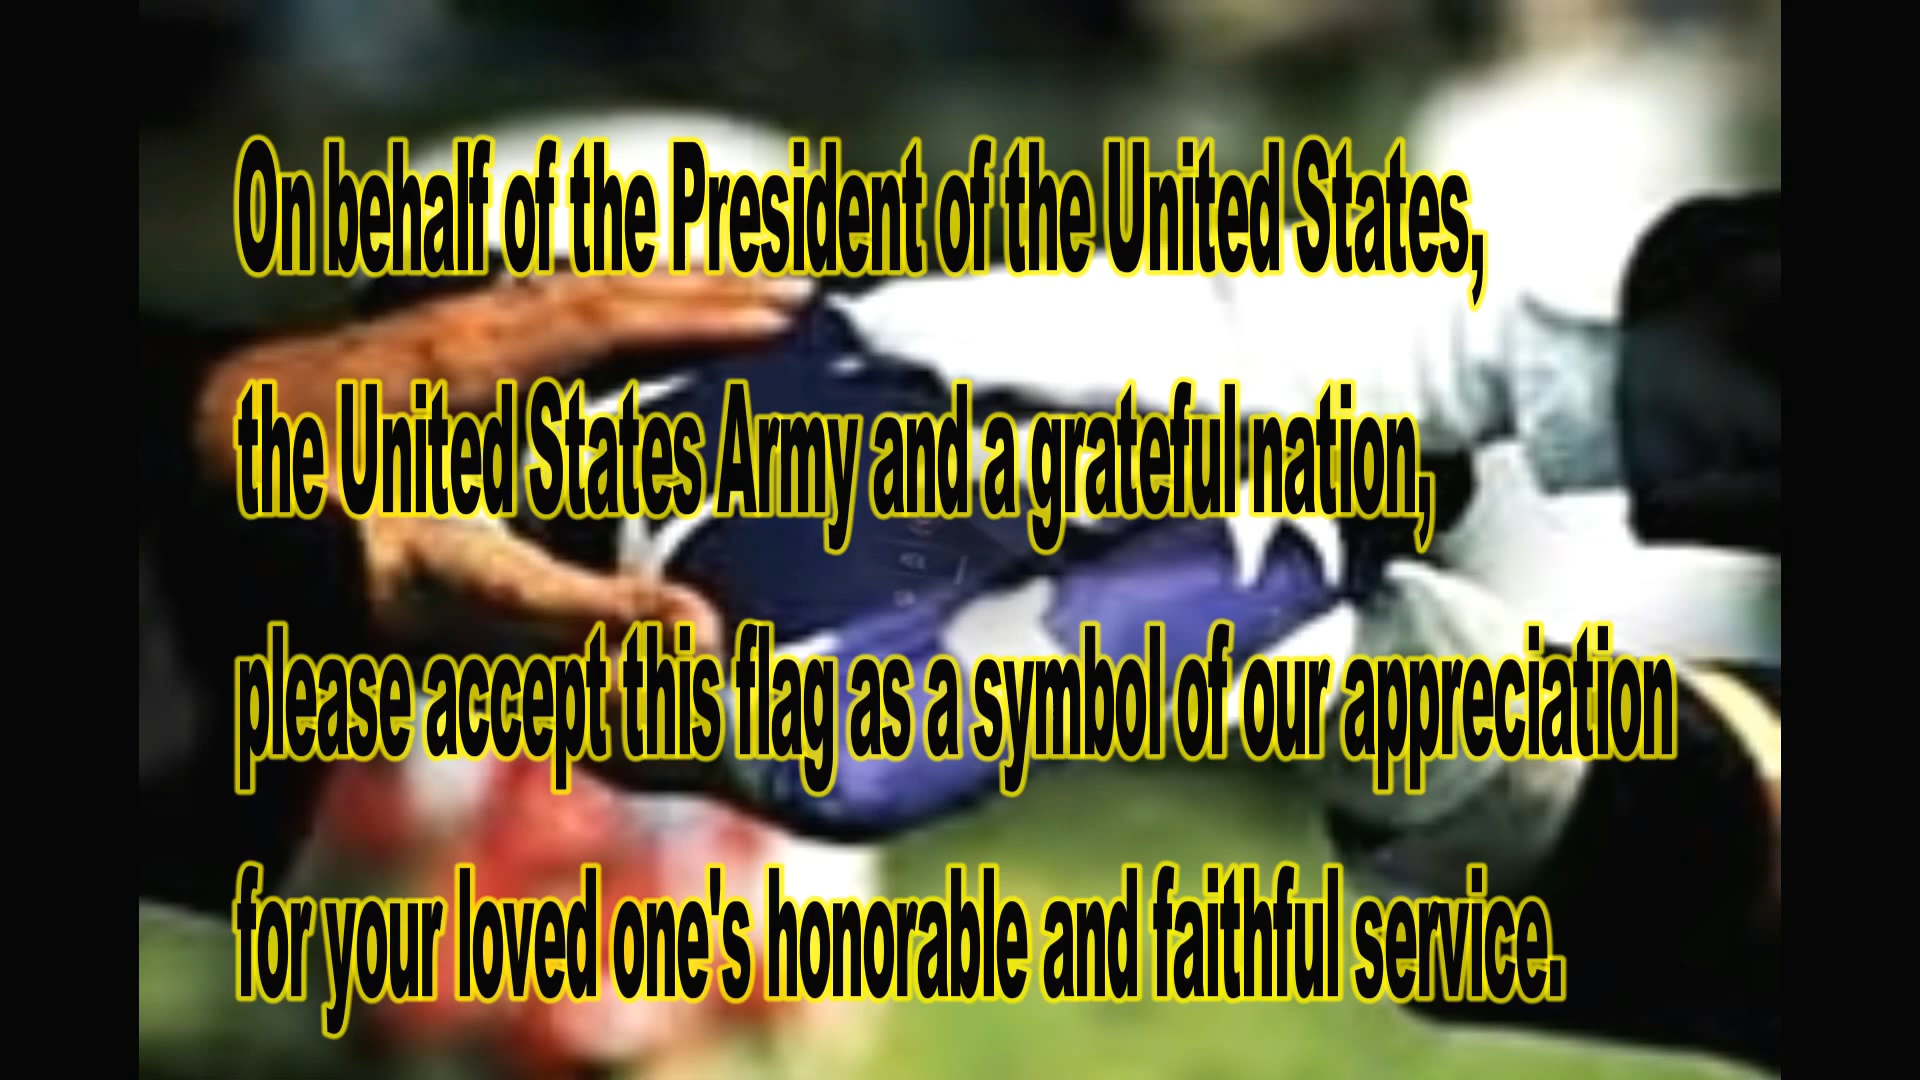 On behalf of the President of the United States,
the United States Army and a grateful nation,
please accept this flag as a symbol of our appreciation
for your loved one's honorable and faithful service.